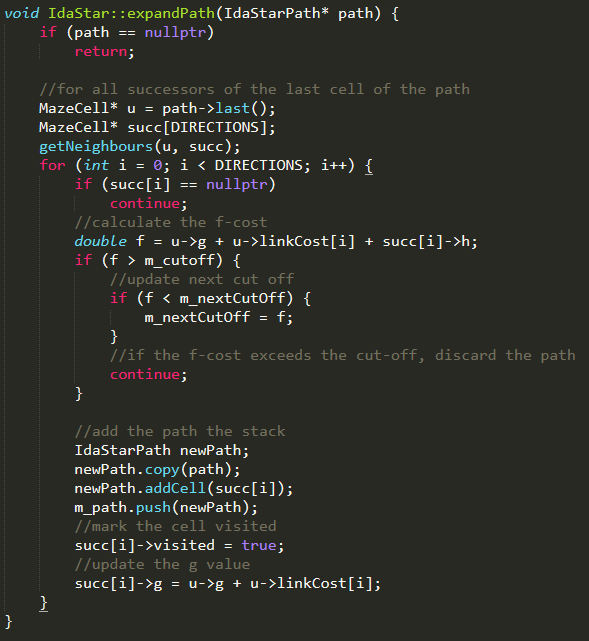 void IdaStar::expandPath(IdaStarPath* path) {
    if (path == nullptr)
        return;

    //for all successors of the last cell of the path
    MazeCell* u = path->last();
    MazeCell* succ[DIRECTIONS];
    getNeighbours(u, succ);
    for (int i = 0; i < DIRECTIONS; i++) {
        if (succ[i] == nullptr)
            continue;
        //calculate the f-cost
        double f = u->g + u->linkCost[i] + succ[i]->h;
        if (f > m_cutoff) {
            //update next cut off
            if (f < m_nextCutOff) {
                m_nextCutOff = f;
            }
            //if the f-cost exceeds the cut-off, discard the path
            continue;
        }

        //add the path the stack
        IdaStarPath newPath;
        newPath.copy(path);
        newPath.addCell(succ[i]);
        m_path.push(newPath);
        //mark the cell visited
        succ[i]->visited = true;
        //update the g value
        succ[i]->g = u->g + u->linkCost[i];
    }
}